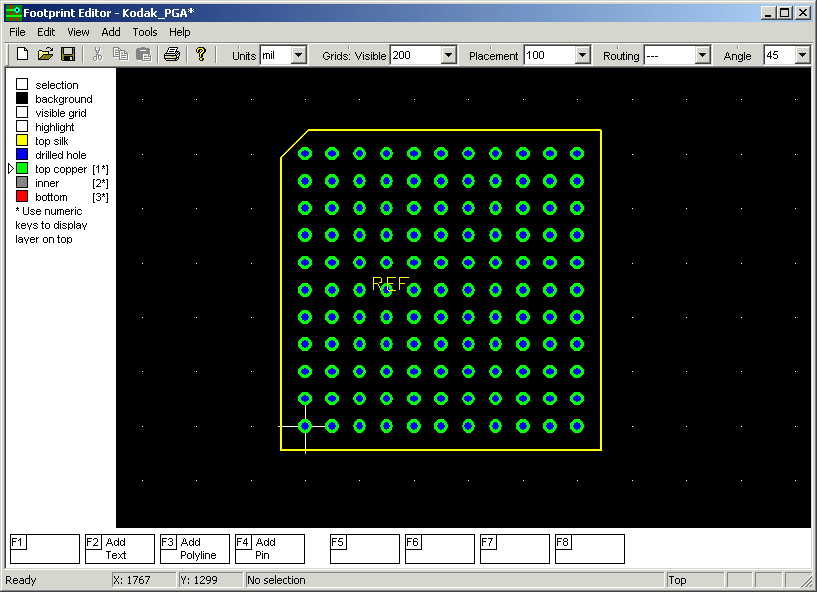 Footprint Editor - Kodak_PGA*
File Edit View Add Tools Help
Units mil Grids: Visible 200 Placement 100 Routing --- Angle 45
selection
background
visible grid
highlight
top silk
drilled hole
top copper [1*]
inner [2*]
bottom [3*]
* Use numeric
keys to display
layer on top
REF
F1 F2 Add Text F3 Add Polyline F4 Add Pin F5 F6 F7 F8
Ready X: 1767 Y: 1299 No selection Top